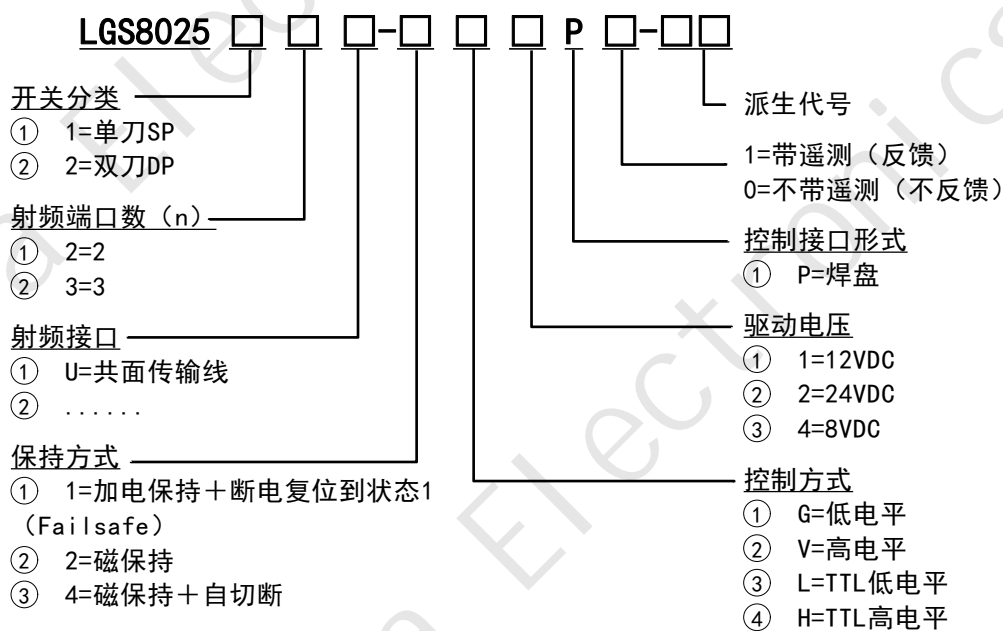 LGS8025 □ □ □-□ □ □ P □-□□
开关分类
① 1=单刀SP
② 2=双刀DP
射频端口数（n）
① 2=2
② 3=3
射频接口
① U=共面传输线
② ......
保持方式
① 1=加电保持＋断电复位到状态1
（Failsafe）
② 2=磁保持
③ 4=磁保持＋自切断
派生代号
1=带遥测（反馈）
0=不带遥测（不反馈）
控制接口形式
① P=焊盘
驱动电压
① 1=12VDC
② 2=24VDC
③ 4=8VDC
控制方式
① G=低电平
② V=高电平
③ L=TTL低电平
④ H=TTL高电平